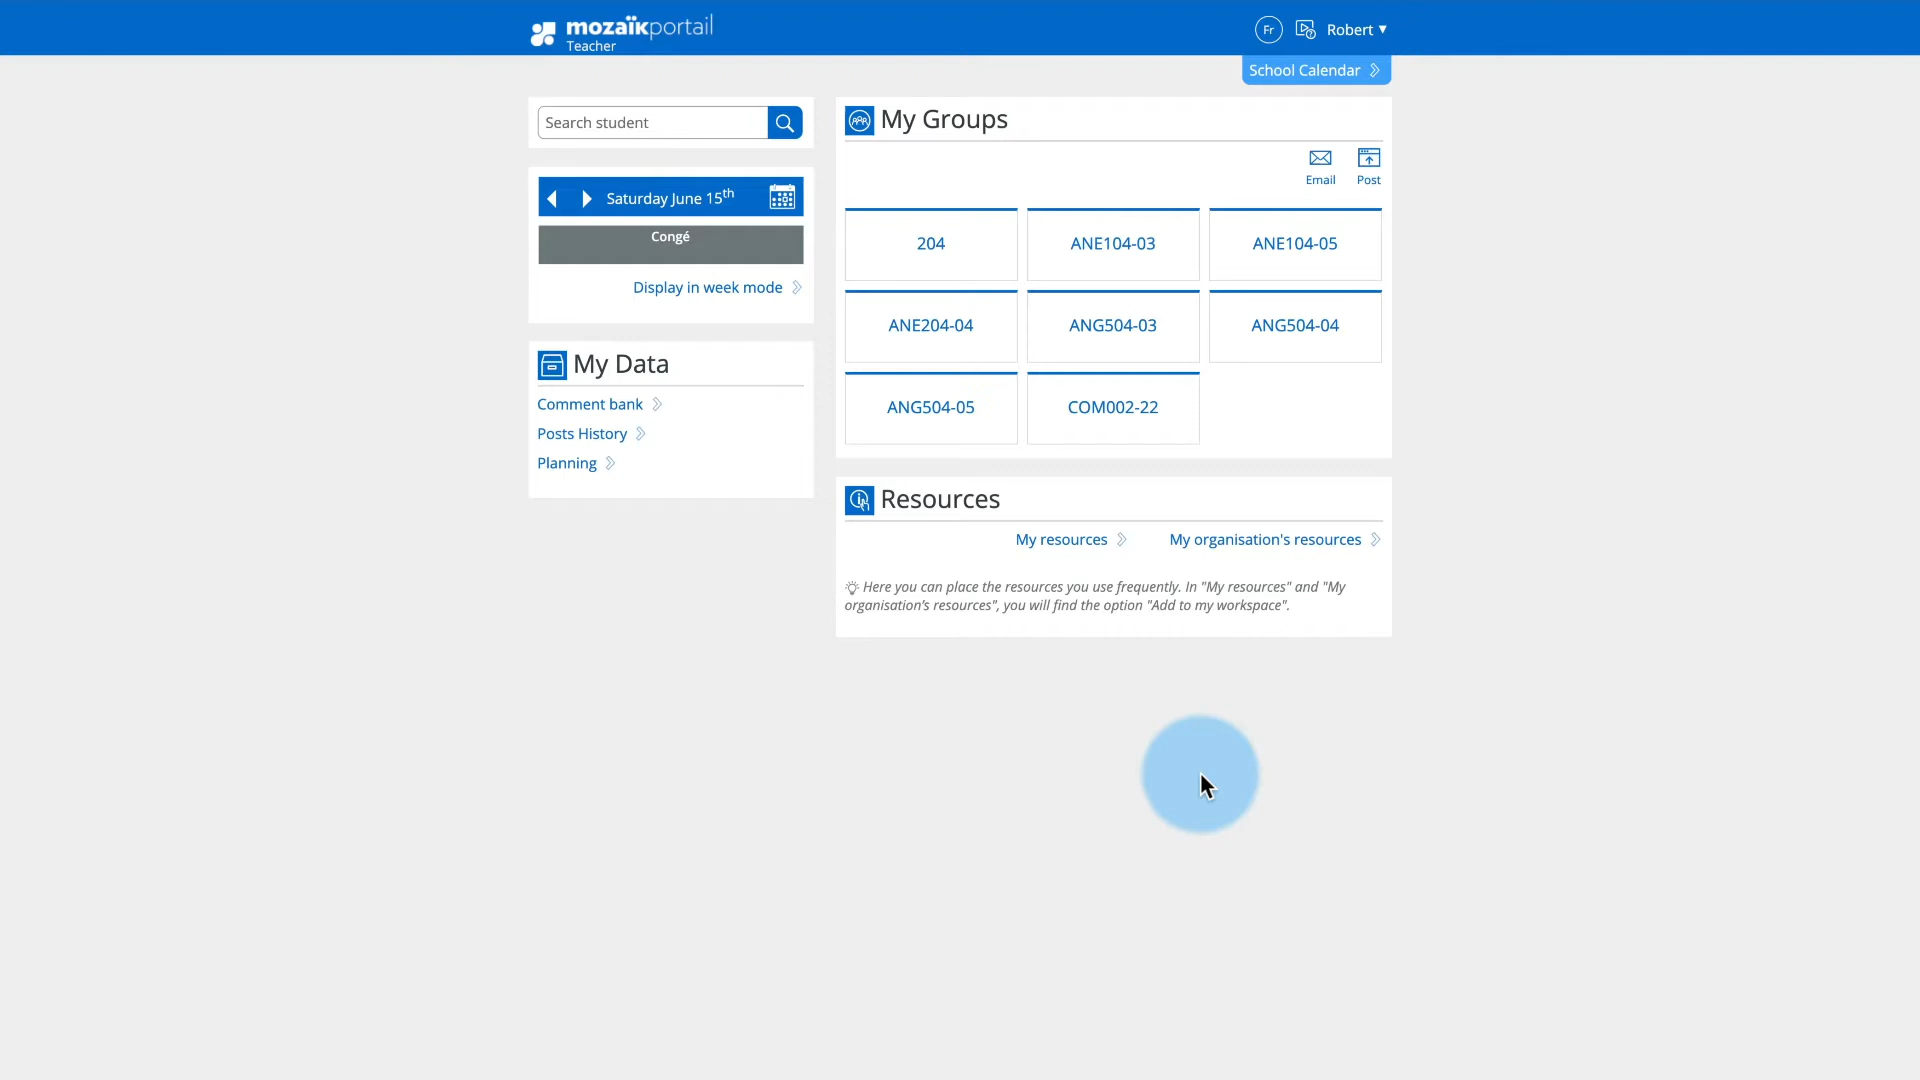 mozaïkportail
Teacher
Fr
Robert ▼
School Calendar
Search student
Saturday June 15th
Congé
Display in week mode
My Data
Comment bank
Posts History
Planning
My Groups
Email
Post
204
ANE104-03
ANE104-05
ANE204-04
ANG504-03
ANG504-04
ANG504-05
COM002-22
Resources
My resources
My organisation's resources
Here you can place the resources you use frequently. In "My resources" and "My
organisation's resources", you will find the option "Add to my workspace".